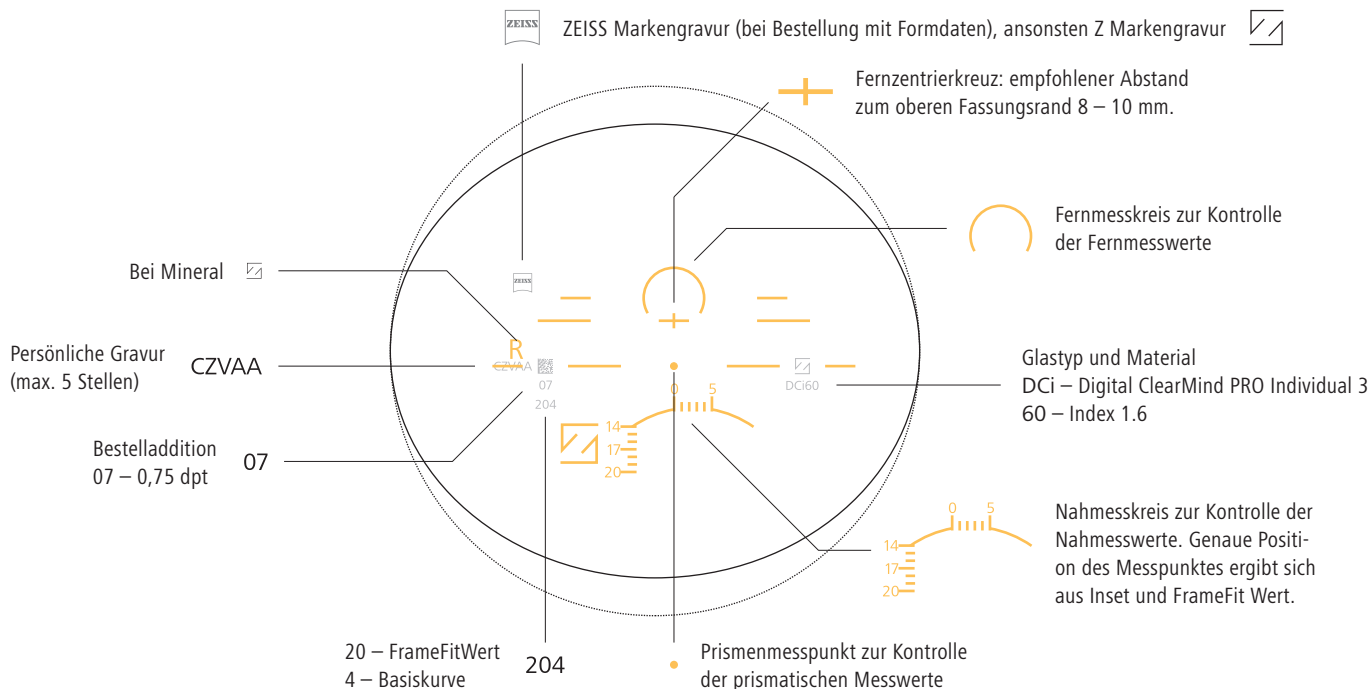 ZEISS
ZEISS Markengravur (bei Bestellung mit Formdaten), ansonsten Z Markengravur
Fernzentrierkreuz: empfohlener Abstand
zum oberen Fassungsrand 8 – 10 mm.
Fernmesskreis zur Kontrolle
der Fernmesswerte
Bei Mineral
ZEISS
R
Persönliche Gravur
(max. 5 Stellen)
CZVAA
CZVAA
07
204
DCi60
Glastyp und Material
DCi – Digital ClearMind PRO Individual 3
60 – Index 1.6
0 5
14
17
20
Bestelladdition
07 – 0,75 dpt
07
0 5
14
17
20
Nahmesskreis zur Kontrolle der
Nahmesswerte. Genaue Positi-
on des Messpunktes ergibt sich
aus Inset und FrameFit Wert.
20 – FrameFitWert
4 – Basiskurve
204
Prismenmesspunkt zur Kontrolle
der prismatischen Messwerte